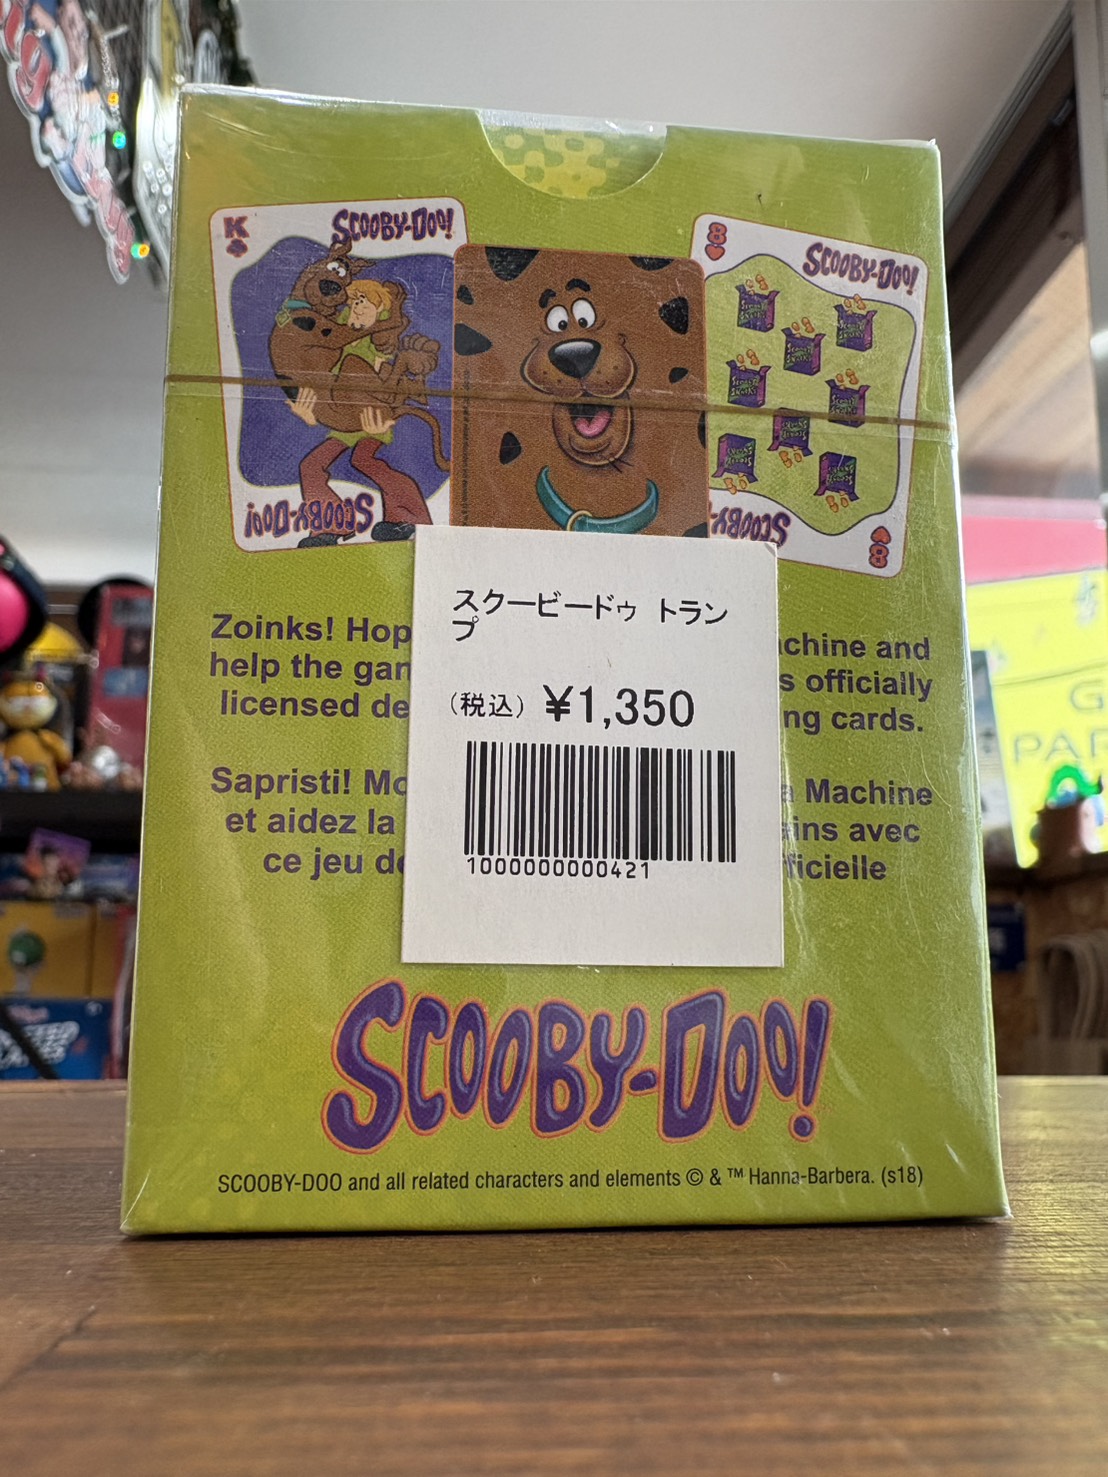 K
SCOOBY-DOO!
SCOOBY-DOO!
8
SCOOBY-DOO!
8
SCOOBY-DOO!
スクービードゥ トラン
プ
(税込) ¥1,350
1000000000421
Zoinks! Hop
chine and
help the gan
s officially
licensed de
ng cards.
Sapristi! Mo
a Machine
et aidez la
ins avec
ce jeu de
ficielle
SCOOBY-DOO!
SCOOBY-DOO and all related characters and elements © & ™ Hanna-Barbera. (s18)
G
PAR